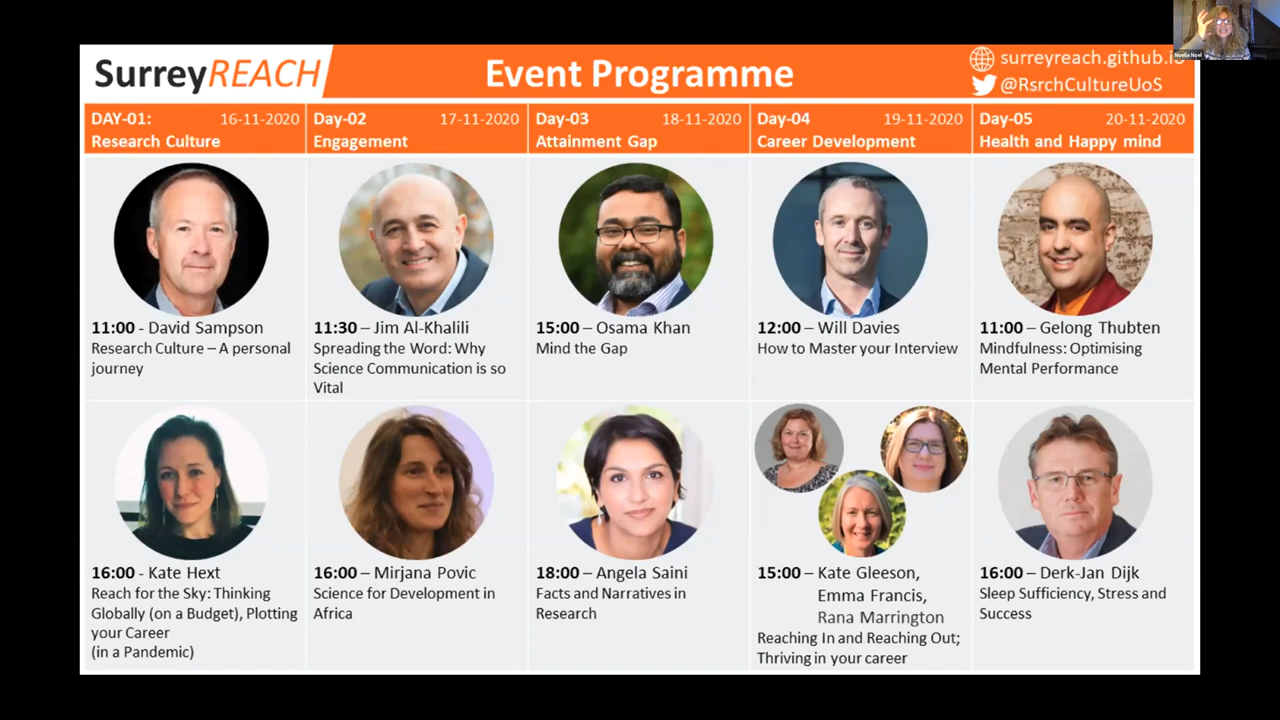 SurreyREACH
Event Programme
surreyreach.github.io
@RsrchCultureUoS
Noelia Noel
DAY-01: 16-11-2020
Research Culture
Day-02 17-11-2020
Engagement
Day-03 18-11-2020
Attainment Gap
Day-04 19-11-2020
Career Development
Day-05 20-11-2020
Health and Happy mind
11:00 - David Sampson
Research Culture – A personal
journey
11:30 – Jim Al-Khalili
Spreading the Word: Why
Science Communication is so
Vital
15:00 – Osama Khan
Mind the Gap
12:00 – Will Davies
How to Master your Interview
11:00 – Gelong Thubten
Mindfulness: Optimising
Mental Performance
16:00 - Kate Hext
Reach for the Sky: Thinking
Globally (on a Budget), Plotting
your Career
(in a Pandemic)
16:00 – Mirjana Povic
Science for Development in
Africa
18:00 – Angela Saini
Facts and Narratives in
Research
15:00 – Kate Gleeson,
Emma Francis,
Rana Marrington
Reaching In and Reaching Out;
Thriving in your career
16:00 – Derk-Jan Dijk
Sleep Sufficiency, Stress and
Success